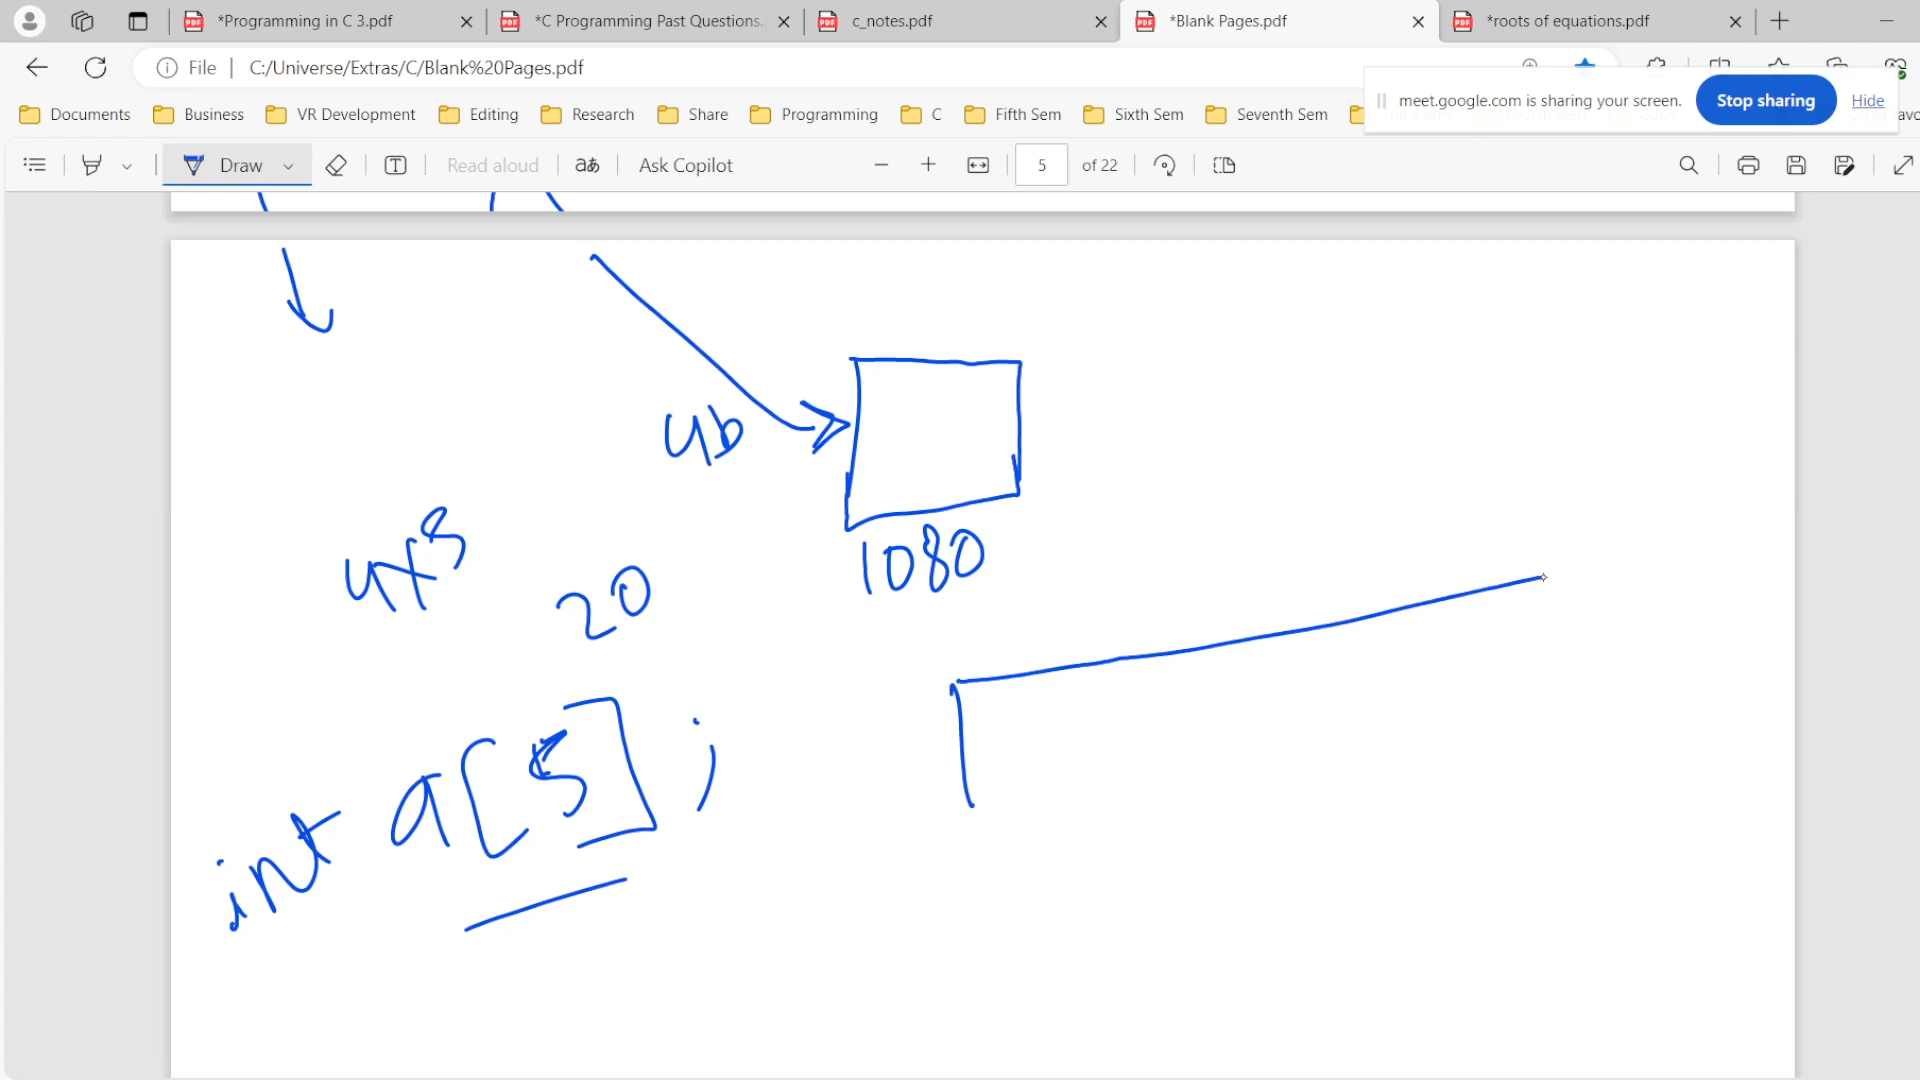 *Programming in C 3.pdf
*C Programming Past Questions.
c_notes.pdf
*Blank Pages.pdf
*roots of equations.pdf
File
C:/Universe/Extras/C/Blank%20Pages.pdf
meet.google.com is sharing your screen.
Stop sharing
Hide
Documents
Business
VR Development
Editing
Research
Share
Programming
C
Fifth Sem
Sixth Sem
Seventh Sem
Draw
Read aloud
Ask Copilot
5
of 22
4b
1080
4x5
20
int a[5];